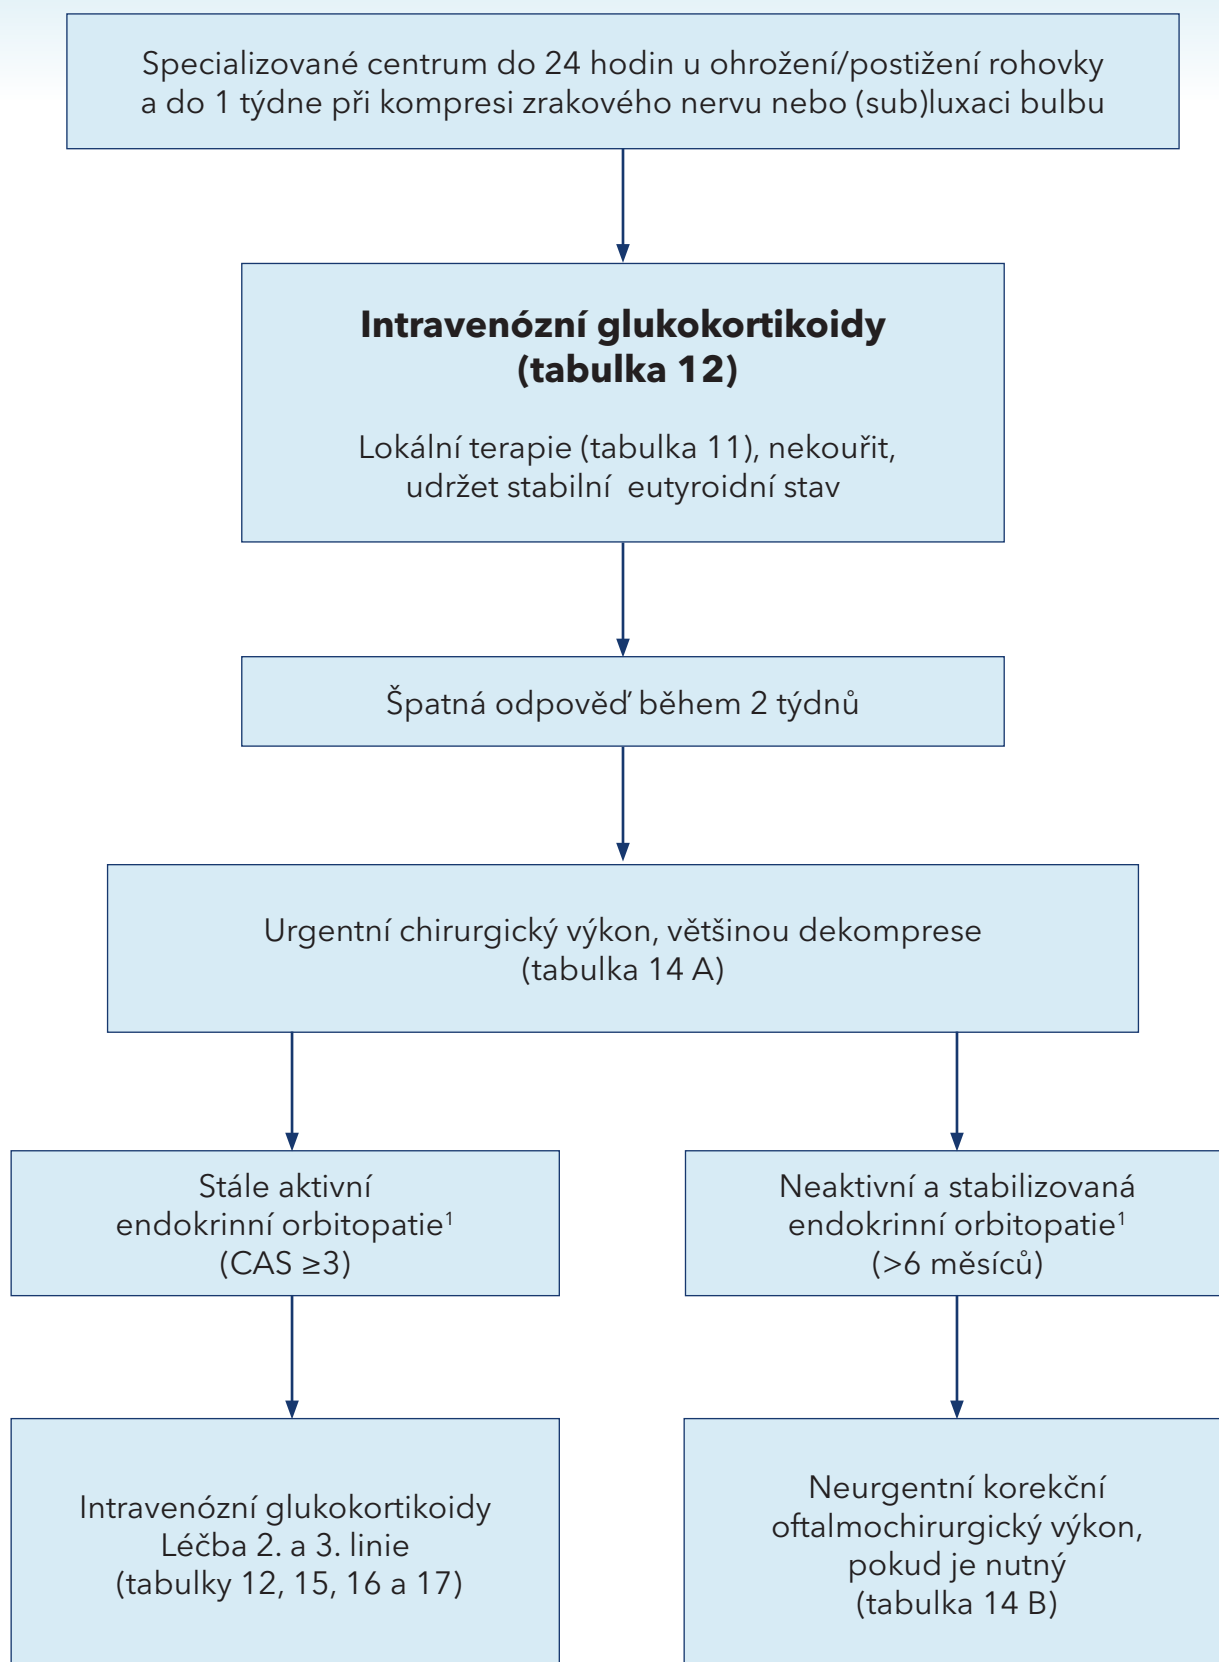 Specializované centrum do 24 hodin u ohrožení/postižení rohovky
a do 1 týdne při kompresi zrakového nervu nebo (sub)luxaci bulbu
Intravenózní glukokortikoidy
(tabulka 12)
Lokální terapie (tabulka 11), nekouřit,
udržet stabilní eutyroidní stav
Špatná odpověď během 2 týdnů
Urgentní chirurgický výkon, většinou dekomprese
(tabulka 14 A)
Stále aktivní
endokrinní orbitopatie¹
(CAS ≥3)
Neaktivní a stabilizovaná
endokrinní orbitopatie¹
(>6 měsíců)
Intravenózní glukokortikoidy
Léčba 2. a 3. linie
(tabulky 12, 15, 16 a 17)
Neurgentní korekční
oftalmochirurgický výkon,
pokud je nutný
(tabulka 14 B)